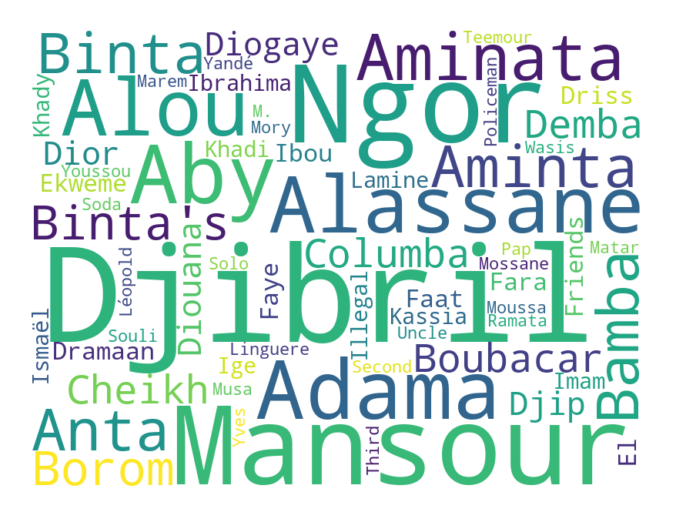 Binta
Diogaye
Yandé
Aminata
Teemour
Khady
Marem
Ibrahima
Alou
Ngor
Policeman
Driss
M.
Mory
Demba
Wasis
Dior
Khadi
Ibou
Youssou
Ekweme
Aby
Lamine
Aminta
Soda
Alassane
Binta's
Diouana
Columba
Pap
Mossane
Matar
Friends
Djibril
Solo
Léopold
Faye
Illegal
Faat
Fara
Kassia
Moussa
Ramata
Uncle
Souli
Ismaël
Dramaan
Linguere
Ige
Second
Boubacar
Bamba
Imam
Cheikh
Musa
Adama
Djip
Anta
Yves
Mansour
Third
El
Borom